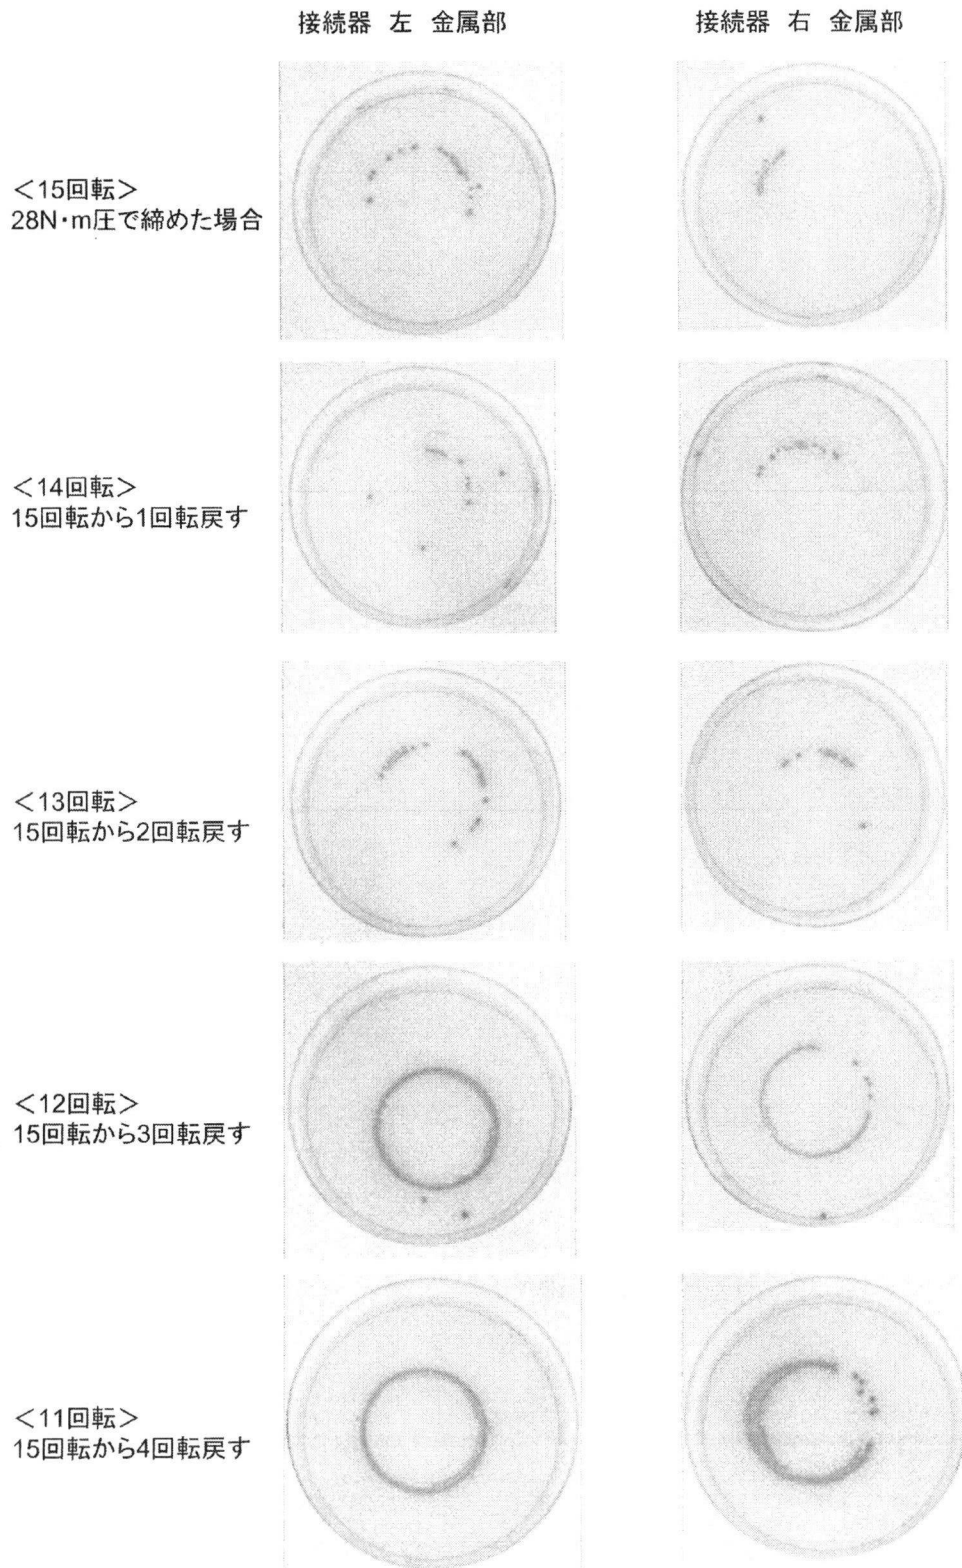 接続器 左 金属部
接続器 右 金属部
＜15回転＞
28N・m圧で締めた場合
＜14回転＞
15回転から1回転戻す
＜13回転＞
15回転から2回転戻す
＜12回転＞
15回転から3回転戻す
＜11回転＞
15回転から4回転戻す